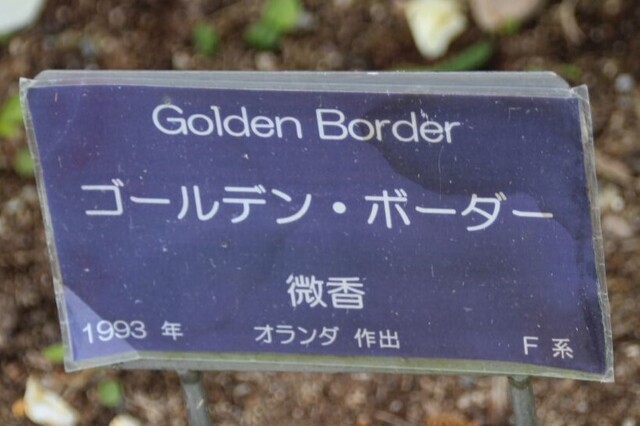 Golden Border
ゴールデン・ボーダー
微香
1993 年 オランダ 作出 F 系